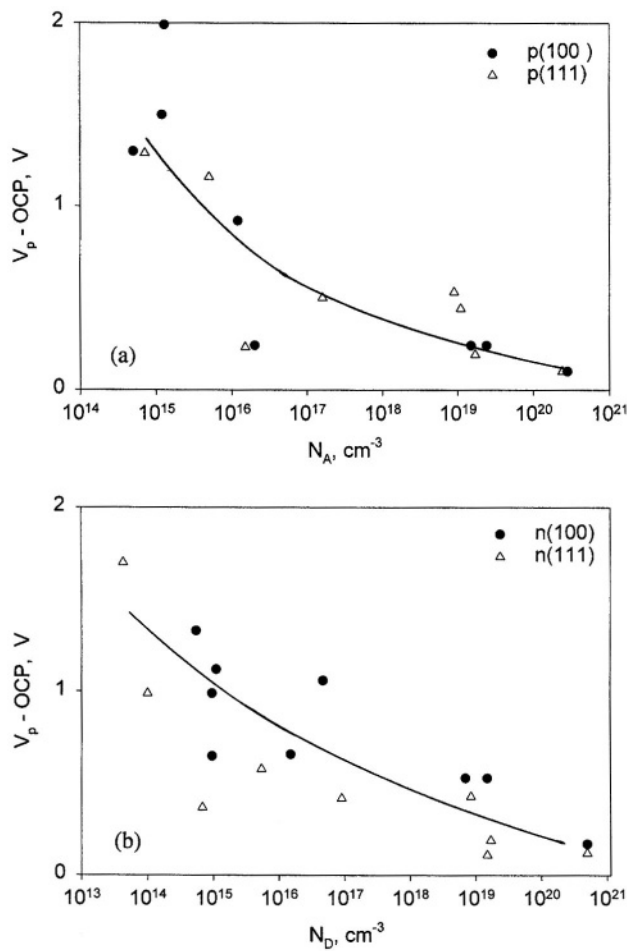 2
p(100 )
p(111)
V_p - OCP, V
1
(a)
0
10^14 10^15 10^16 10^17 10^18 10^19 10^20 10^21
N_A, cm^-3
2
n(100)
n(111)
V_p - OCP, V
1
(b)
0
10^13 10^14 10^15 10^16 10^17 10^18 10^19 10^20 10^21
N_D, cm^-3